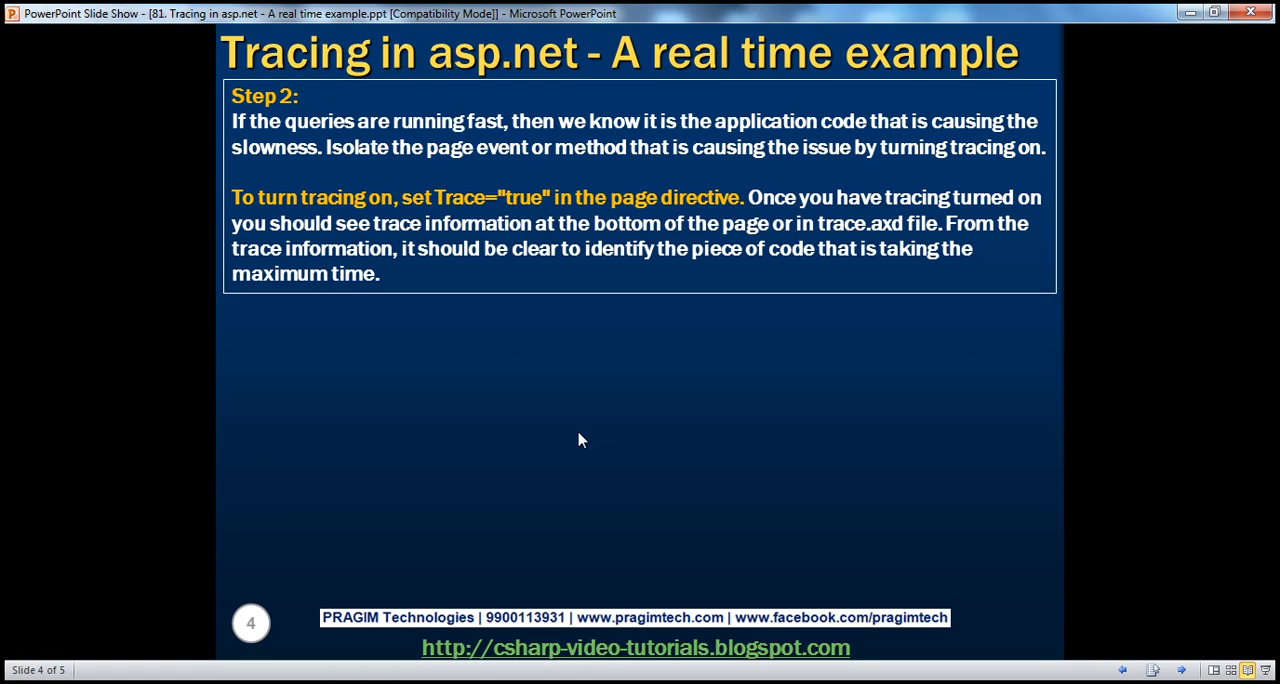 PowerPoint Slide Show - [81. Tracing in asp.net - A real time example.ppt [Compatibility Mode]] - Microsoft PowerPoint
Tracing in asp.net - A real time example
Step 2:
If the queries are running fast, then we know it is the application code that is causing the
slowness. Isolate the page event or method that is causing the issue by turning tracing on.
To turn tracing on, set Trace="true" in the page directive. Once you have tracing turned on
you should see trace information at the bottom of the page or in trace.axd file. From the
trace information, it should be clear to identify the piece of code that is taking the
maximum time.
4
PRAGIM Technologies | 9900113931 | www.pragimtech.com | www.facebook.com/pragimtech
http://csharp-video-tutorials.blogspot.com
Slide 4 of 5